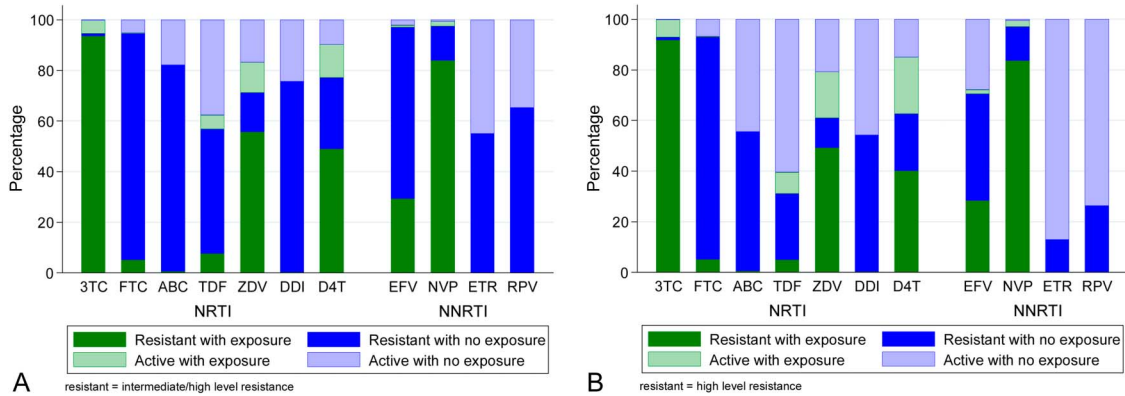 100
80
60
40
20
0
Percentage
3TC FTC ABC TDF ZDV DDI D4T EFV NVP ETR RPV
NRTI NNRTI
Resistant with exposure Resistant with no exposure
Active with exposure Active with no exposure
A
resistant = intermediate/high level resistance
100
80
60
40
20
0
Percentage
3TC FTC ABC TDF ZDV DDI D4T EFV NVP ETR RPV
NRTI NNRTI
Resistant with exposure Resistant with no exposure
Active with exposure Active with no exposure
B
resistant = high level resistance